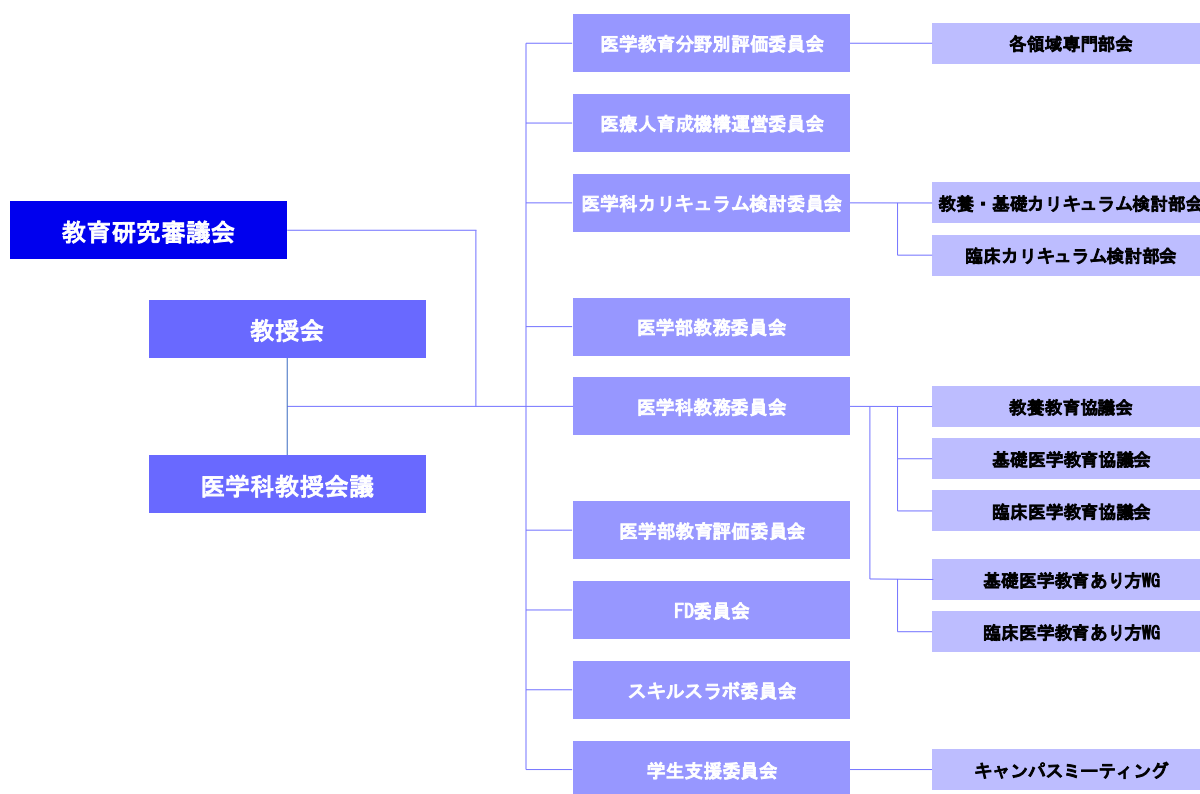 教育研究審議会
教授会
医学科教授会議
医学教育分野別評価委員会
各領域専門部会
医療人育成機構運営委員会
医学科カリキュラム検討委員会
教養・基礎カリキュラム検討部会
臨床カリキュラム検討部会
医学部教務委員会
医学科教務委員会
教養教育協議会
基礎医学教育協議会
臨床医学教育協議会
基礎医学教育あり方WG
臨床医学教育あり方WG
医学部教育評価委員会
FD委員会
スキルスラボ委員会
学生支援委員会
キャンパスミーティング